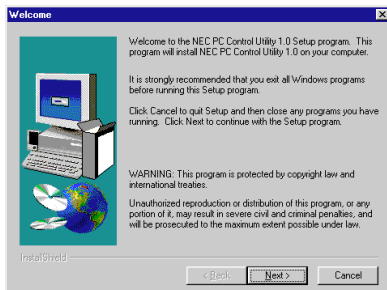 Welcome
Welcome to the NEC PC Control Utility 1.0 Setup program. This
program will install NEC PC Control Utility 1.0 on your computer.
It is strongly recommended that you exit all Windows programs
before running this Setup program.
Click Cancel to quit Setup and then close any programs you have
running. Click Next to continue with the Setup program.
WARNING: This program is protected by copyright law and
international treaties.
Unauthorized reproduction or distribution of this program, or any
portion of it, may result in severe civil and criminal penalties, and
will be prosecuted to the maximum extent possible under law.
InstallShield
< Back
Next >
Cancel